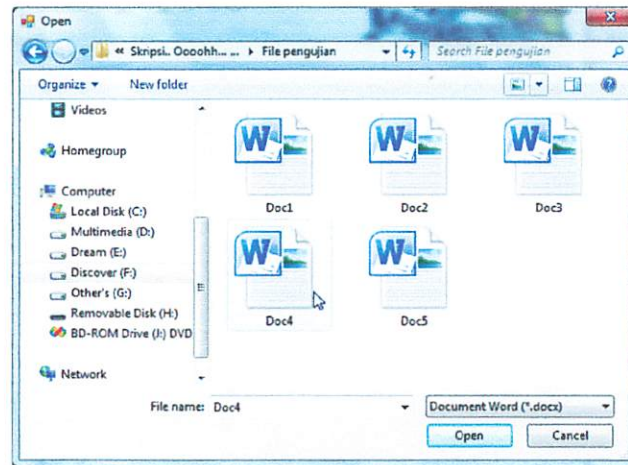 Open
« Skripsi.. Oooohh... ... ▸ File pengujian
Search File pengujian
Organize ▾ New folder
Videos
Homegroup
Computer
Local Disk (C:)
Multimedia (D:)
Dream (E:)
Discover (F:)
Other's (G:)
Removable Disk (H:)
BD-ROM Drive (J:) DVD
Network
Doc1 Doc2 Doc3
Doc4 Doc5
File name: Doc4
Document Word (*.docx)
Open Cancel